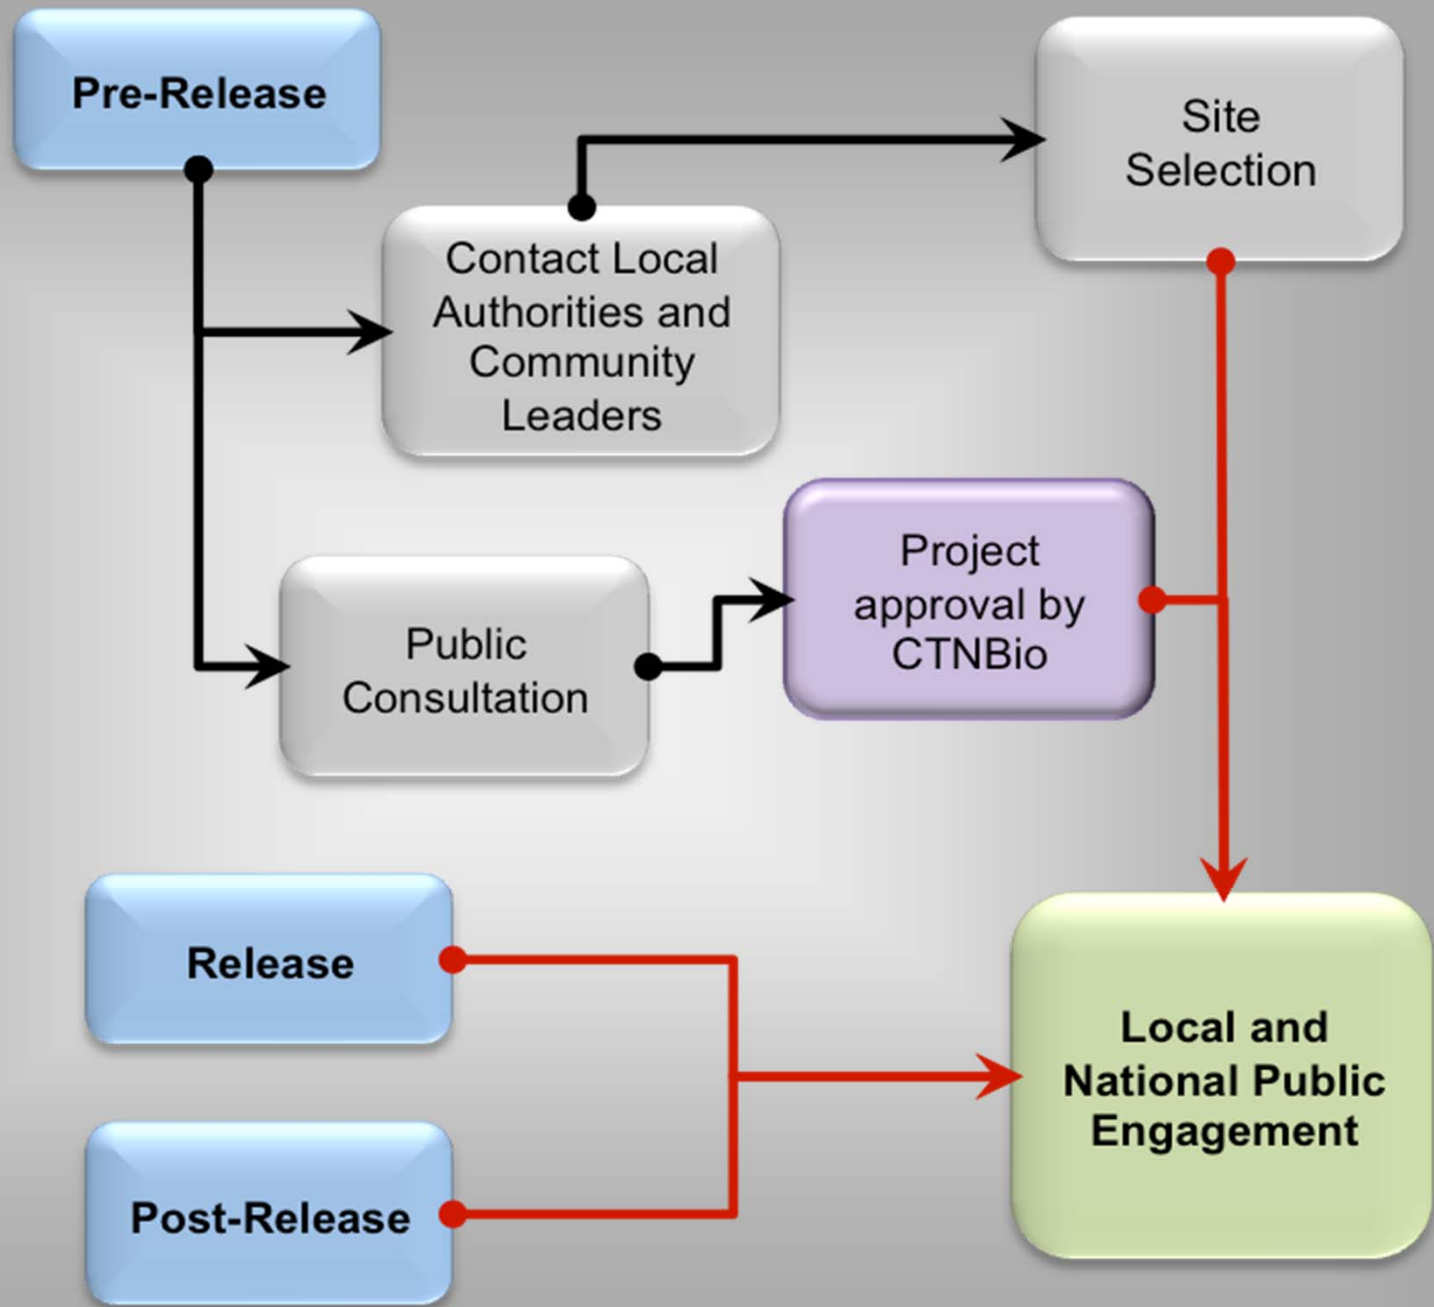 Pre-Release
Site
Selection
Contact Local
Authorities and
Community
Leaders
Project
approval by
CTNBio
Public
Consultation
Release
Local and
National Public
Engagement
Post-Release